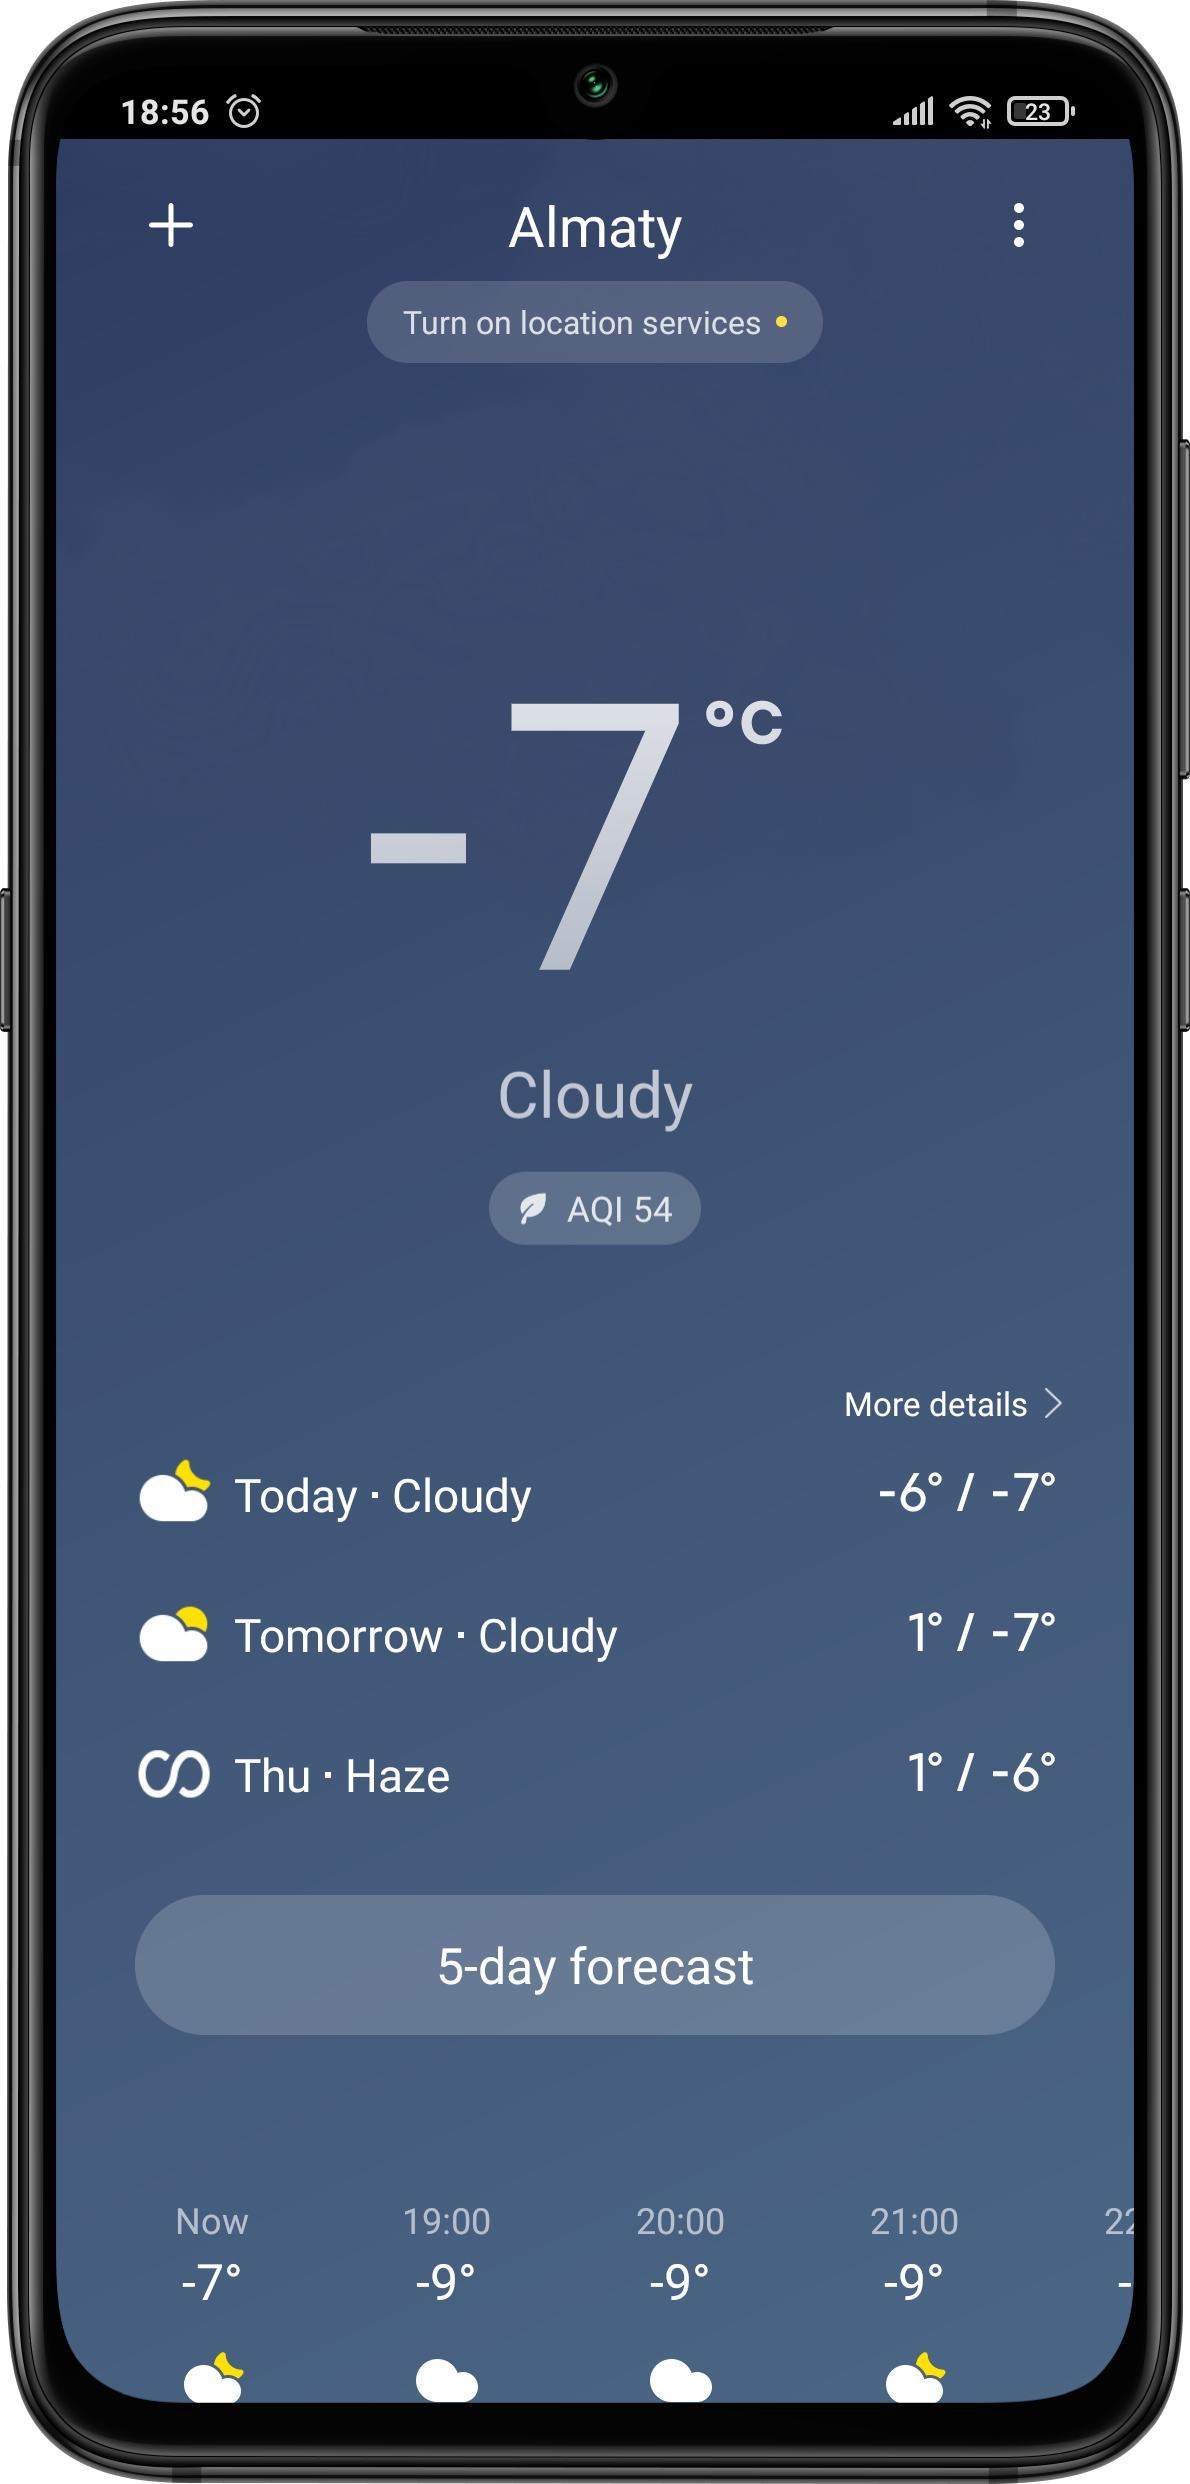 18:56 23
Almaty
Turn on location services
-7 °C
Cloudy
AQI 54
More details
Today · Cloudy -6° / -7°
Tomorrow · Cloudy 1° / -7°
Thu · Haze 1° / -6°
5-day forecast
Now 19:00 20:00 21:00
-7° -9° -9° -9°